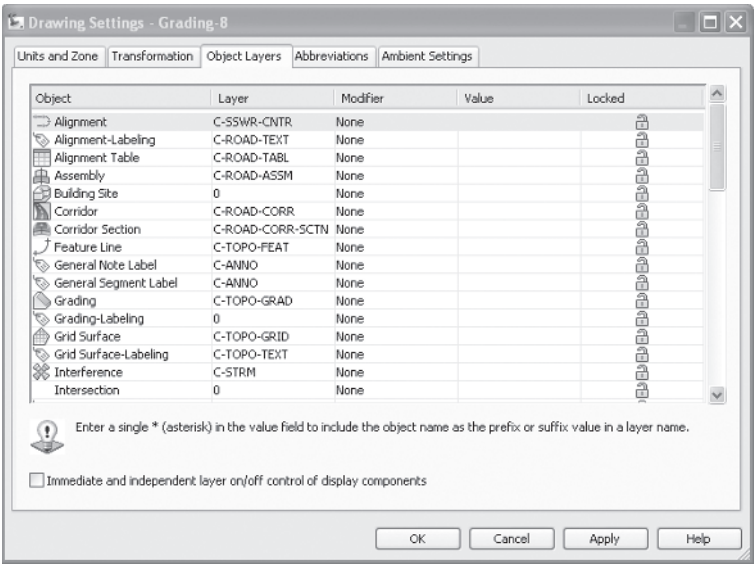 Drawing Settings - Grading-8
Units and Zone Transformation Object Layers Abbreviations Ambient Settings
Object Layer Modifier Value Locked
Alignment C-SSWR-CNTR None
Alignment-Labeling C-ROAD-TEXT None
Alignment Table C-ROAD-TABL None
Assembly C-ROAD-ASSM None
Building Site 0 None
Corridor C-ROAD-CORR None
Corridor Section C-ROAD-CORR-SCTN None
Feature Line C-TOPO-FEAT None
General Note Label C-ANNO None
General Segment Label C-ANNO None
Grading C-TOPO-GRAD None
Grading-Labeling 0 None
Grid Surface C-TOPO-GRID None
Grid Surface-Labeling C-TOPO-TEXT None
Interference C-STRM None
Intersection 0 None
Enter a single * (asterisk) in the value field to include the object name as the prefix or suffix value in a layer name.
Immediate and independent layer on/off control of display components
OK Cancel Apply Help